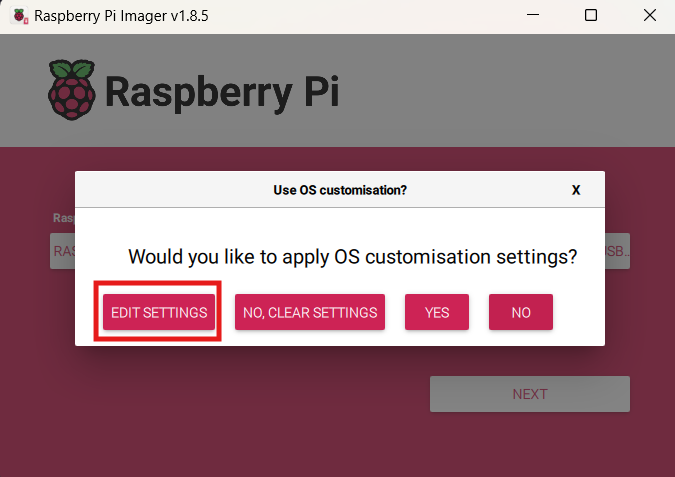 Raspberry Pi Imager v1.8.5
Raspberry Pi
Use OS customisation?
X
Rasp
RAS
USB..
Would you like to apply OS customisation settings?
EDIT SETTINGS
NO, CLEAR SETTINGS
YES
NO
NEXT